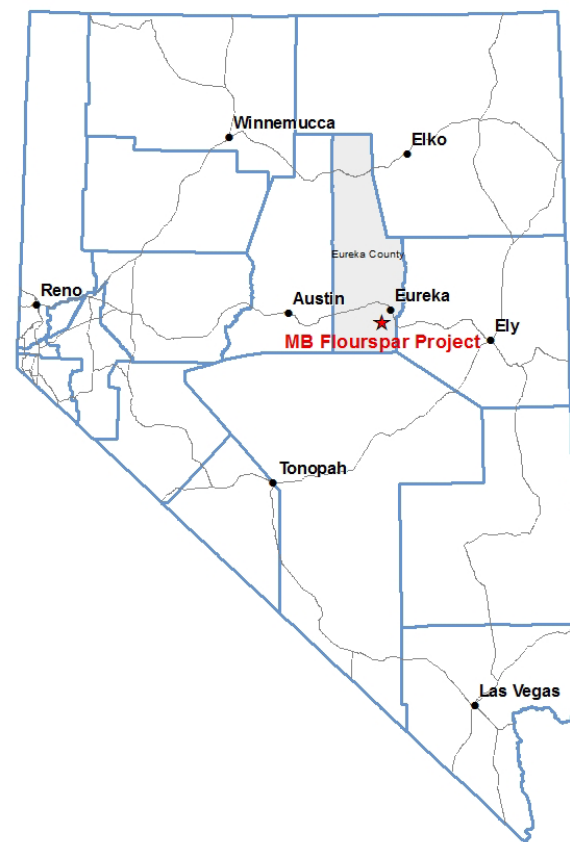 Winnemucca
Elko
Eureka County
Reno
Austin
Eureka
Ely
MB Flourspar Project
Tonopah
Las Vegas